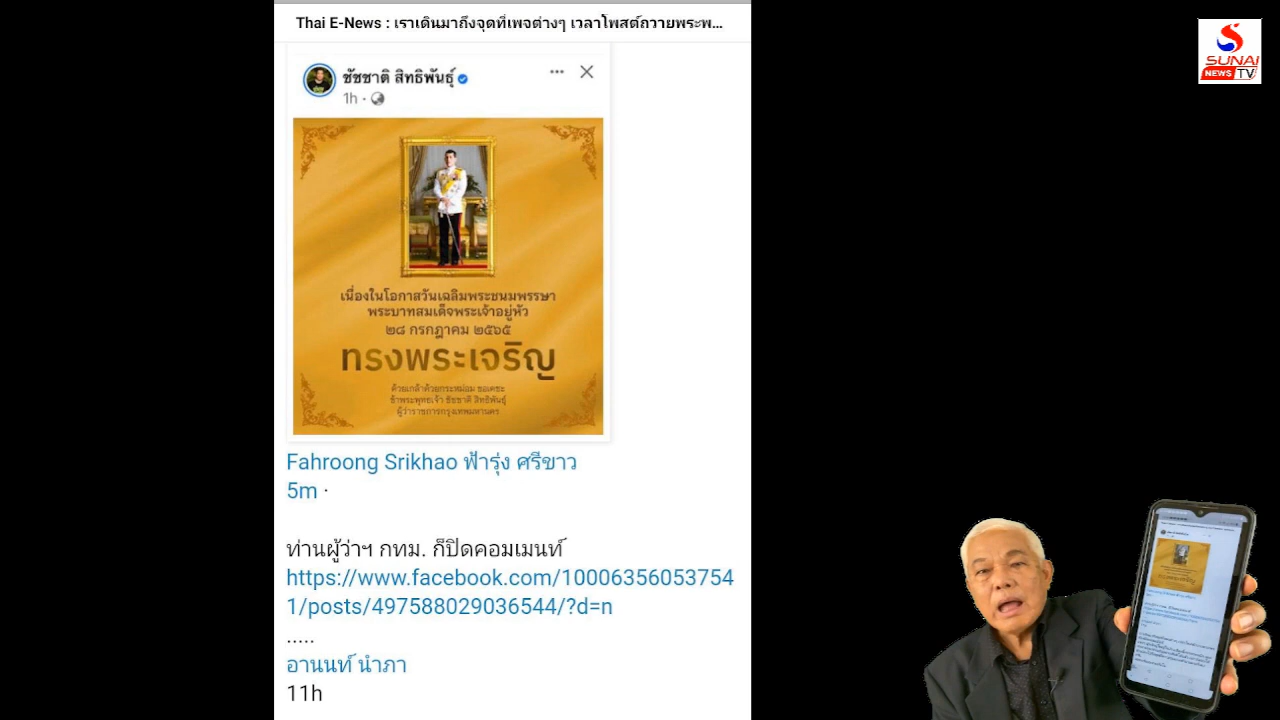 Thai E-News : เราเดินมาถึงจุดที่เพจต่างๆ เวลาโพสต์ถวายพระพ...
SUNAI
NEWS TV
ชัชชาติ สิทธิพันธุ์
1h ·
เนื่องในโอกาสวันเฉลิมพระชนมพรรษา
พระบาทสมเด็จพระเจ้าอยู่หัว
๒๘ กรกฎาคม ๒๕๖๕
ทรงพระเจริญ
ด้วยเกล้าด้วยกระหม่อม ขอเดชะ
ข้าพระพุทธเจ้า ชัชชาติ สิทธิพันธุ์
ผู้ว่าราชการกรุงเทพมหานคร
Fahroong Srikhao ฟ้ารุ่ง ศรีขาว
5m ·
ท่านผู้ว่าฯ กทม. ก็ปิดคอมเมนท์
https://www.facebook.com/10006356053754
1/posts/497588029036544/?d=n
.....
อานนท์ นำภา
11h